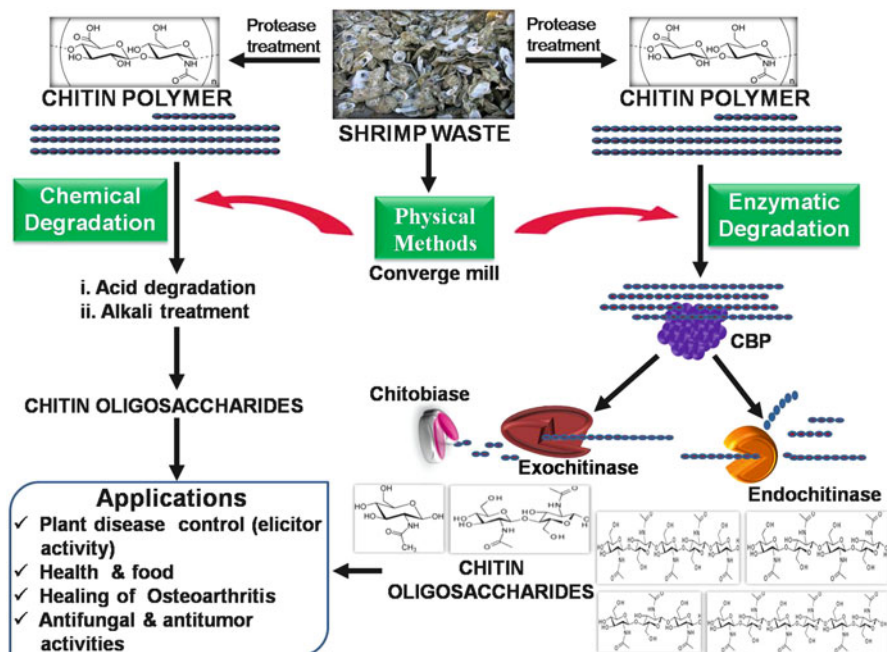 Protease
treatment
Protease
treatment
CHITIN POLYMER
SHRIMP WASTE
CHITIN POLYMER
Chemical
Degradation
Physical
Methods
Converge mill
Enzymatic
Degradation
i. Acid degradation
ii. Alkali treatment
CBP
CHITIN OLIGOSACCHARIDES
Chitobiase
Exochitinase
Endochitinase
Applications
✓ Plant disease control (elicitor
activity)
✓ Health & food
✓ Healing of Osteoarthritis
✓ Antifungal & antitumor
activities
CHITIN
OLIGOSACCHARIDES